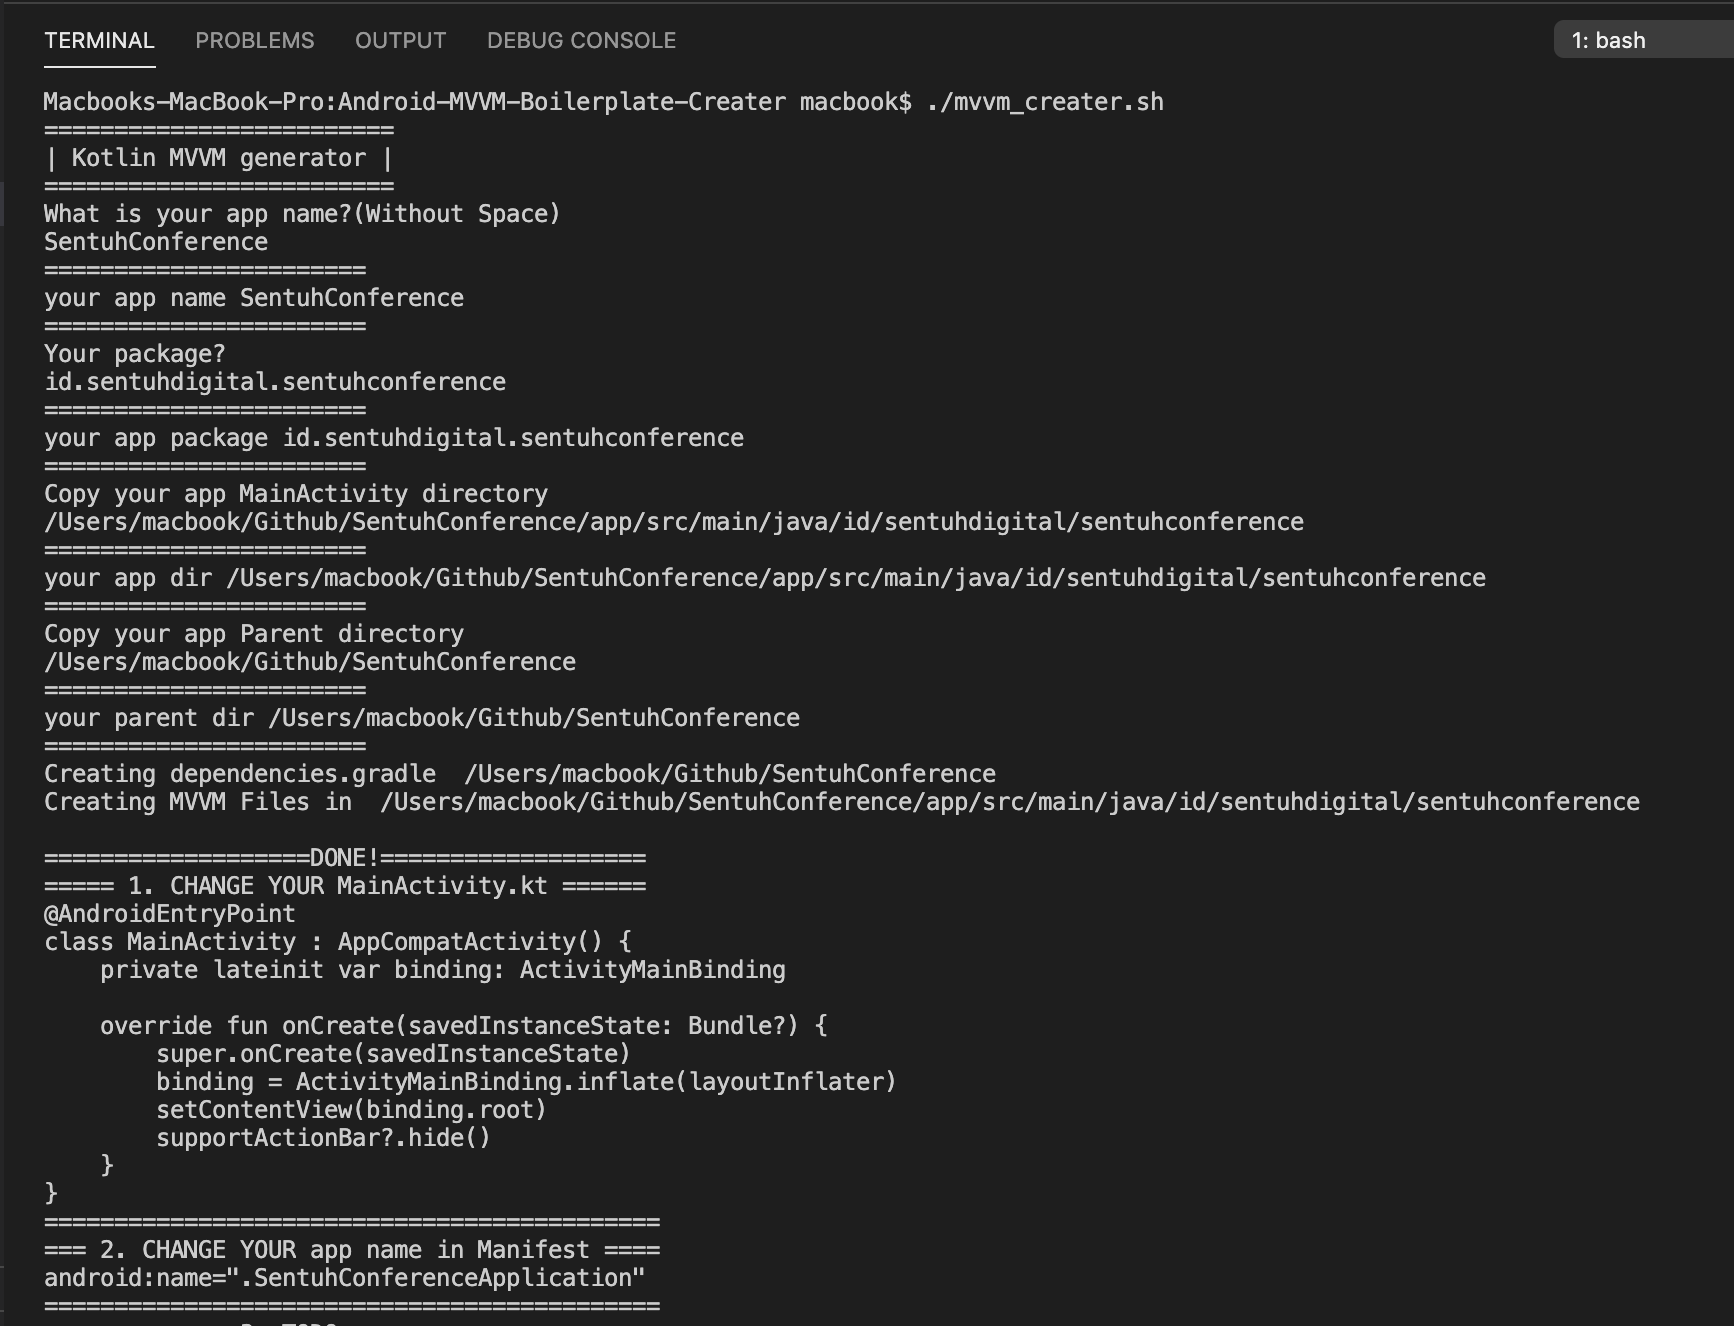 TERMINAL PROBLEMS OUTPUT DEBUG CONSOLE 1: bash
Macbooks-MacBook-Pro:Android-MVVM-Boilerplate-Creater macbook$ ./mvvm_creater.sh
=========================
| Kotlin MVVM generator |
=========================
What is your app name?(Without Space)
SentuhConference
=======================
your app name SentuhConference
=======================
Your package?
id.sentuhdigital.sentuhconference
=======================
your app package id.sentuhdigital.sentuhconference
=======================
Copy your app MainActivity directory
/Users/macbook/Github/SentuhConference/app/src/main/java/id/sentuhdigital/sentuhconference
=======================
your app dir /Users/macbook/Github/SentuhConference/app/src/main/java/id/sentuhdigital/sentuhconference
=======================
Copy your app Parent directory
/Users/macbook/Github/SentuhConference
=======================
your parent dir /Users/macbook/Github/SentuhConference
=======================
Creating dependencies.gradle  /Users/macbook/Github/SentuhConference
Creating MVVM Files in  /Users/macbook/Github/SentuhConference/app/src/main/java/id/sentuhdigital/sentuhconference

===================DONE!===================
===== 1. CHANGE YOUR MainActivity.kt ======
@AndroidEntryPoint
class MainActivity : AppCompatActivity() {
    private lateinit var binding: ActivityMainBinding

    override fun onCreate(savedInstanceState: Bundle?) {
        super.onCreate(savedInstanceState)
        binding = ActivityMainBinding.inflate(layoutInflater)
        setContentView(binding.root)
        supportActionBar?.hide()
    }
}
============================================
=== 2. CHANGE YOUR app name in Manifest ====
android:name=".SentuhConferenceApplication"
============================================